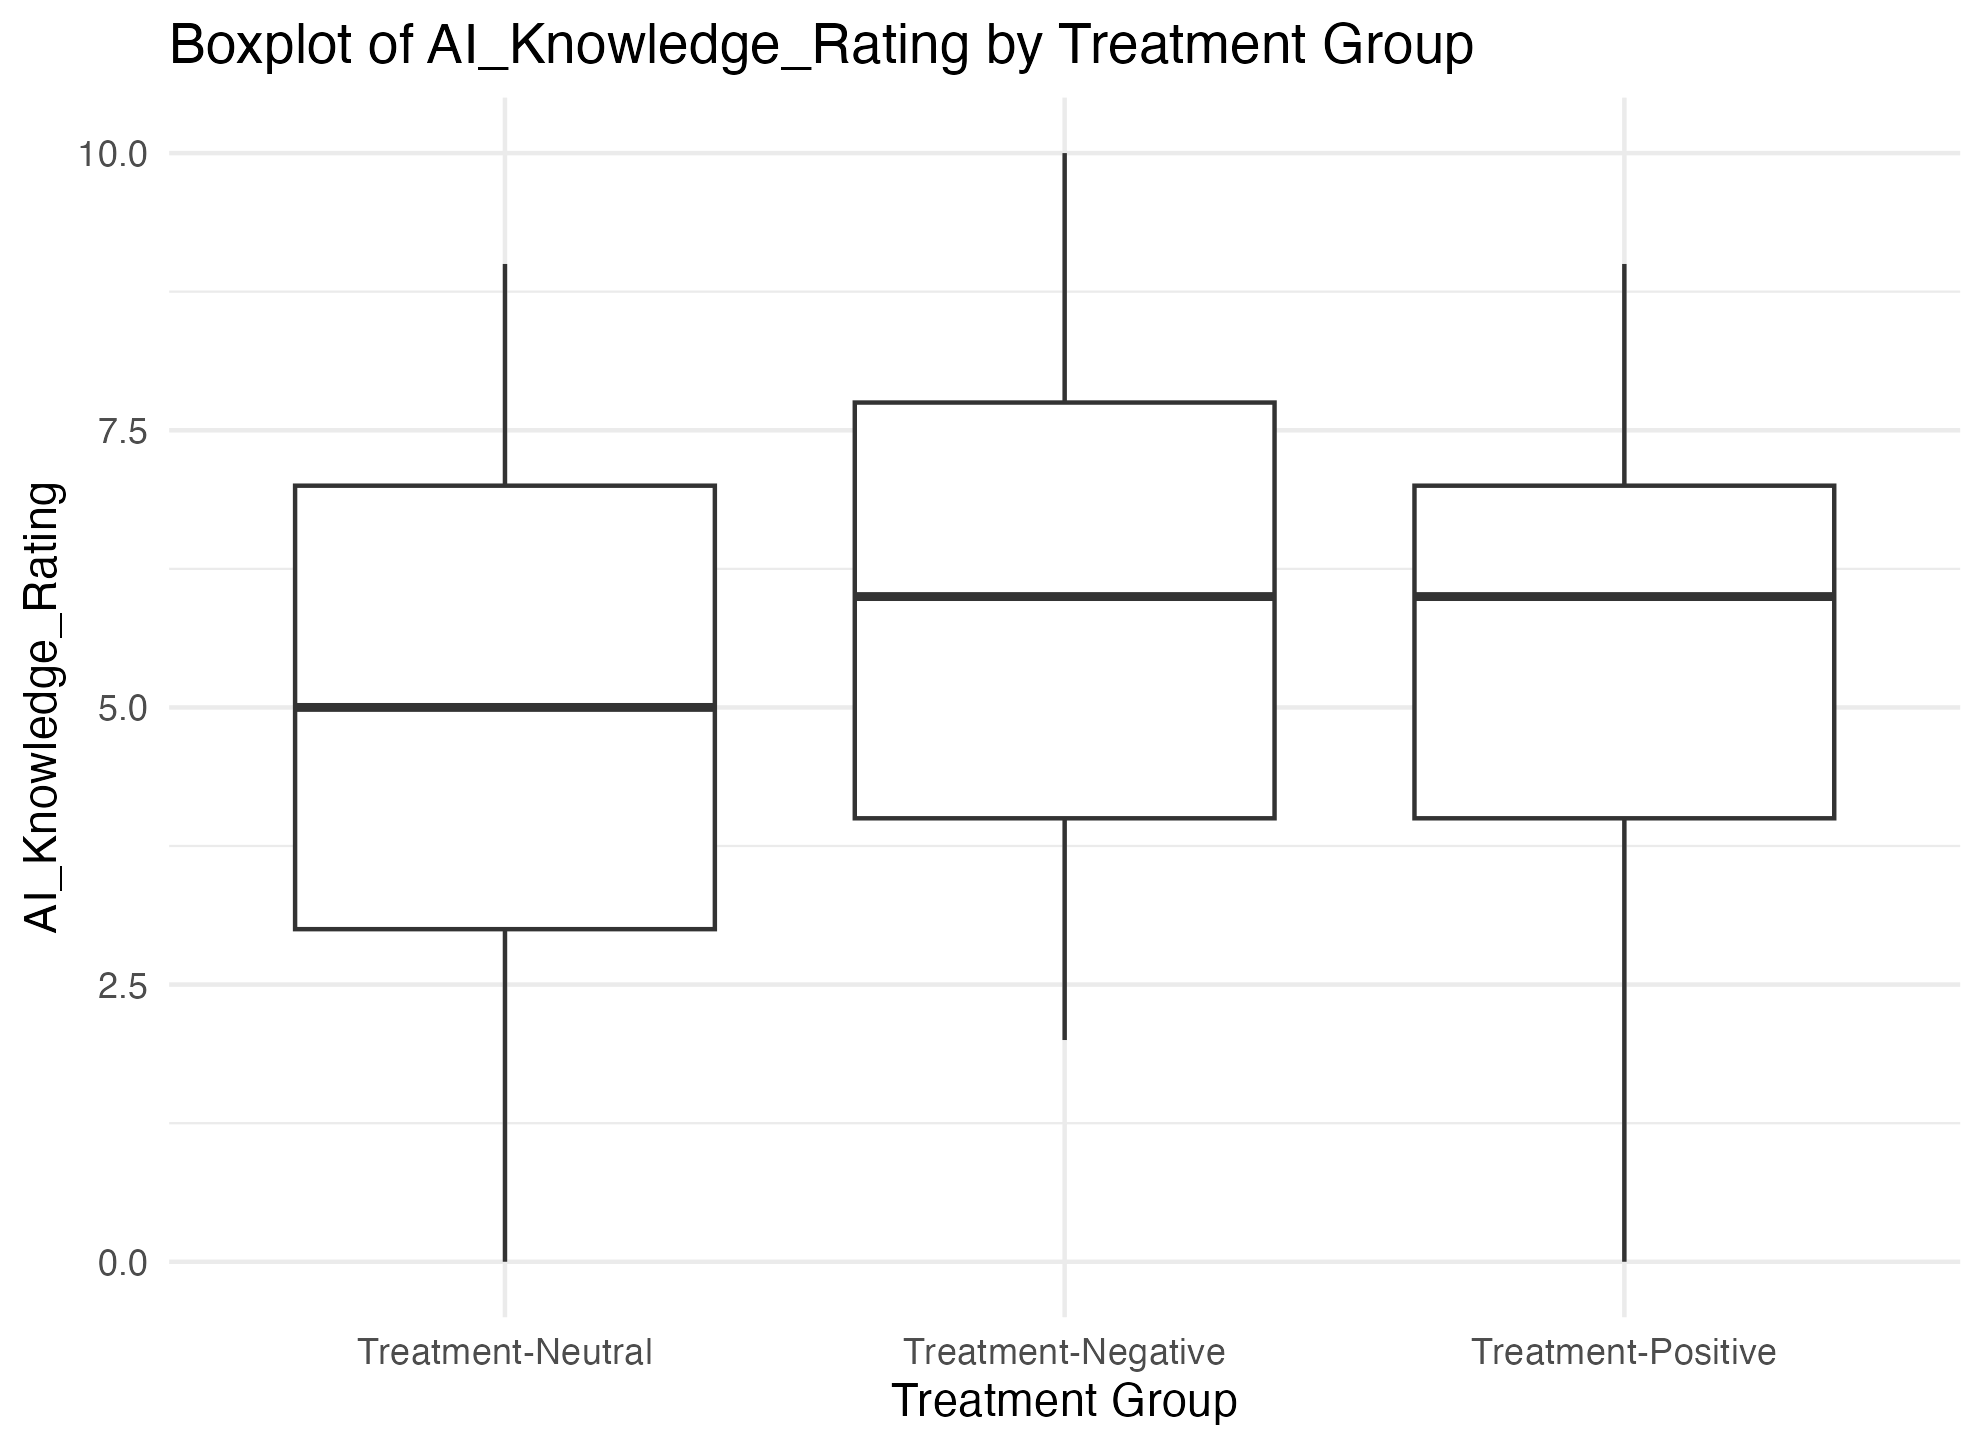 Boxplot of AI_Knowledge_Rating by Treatment Group
10.0
7.5
5.0
2.5
0.0
AI_Knowledge_Rating
Treatment-Neutral Treatment-Negative Treatment-Positive
Treatment Group